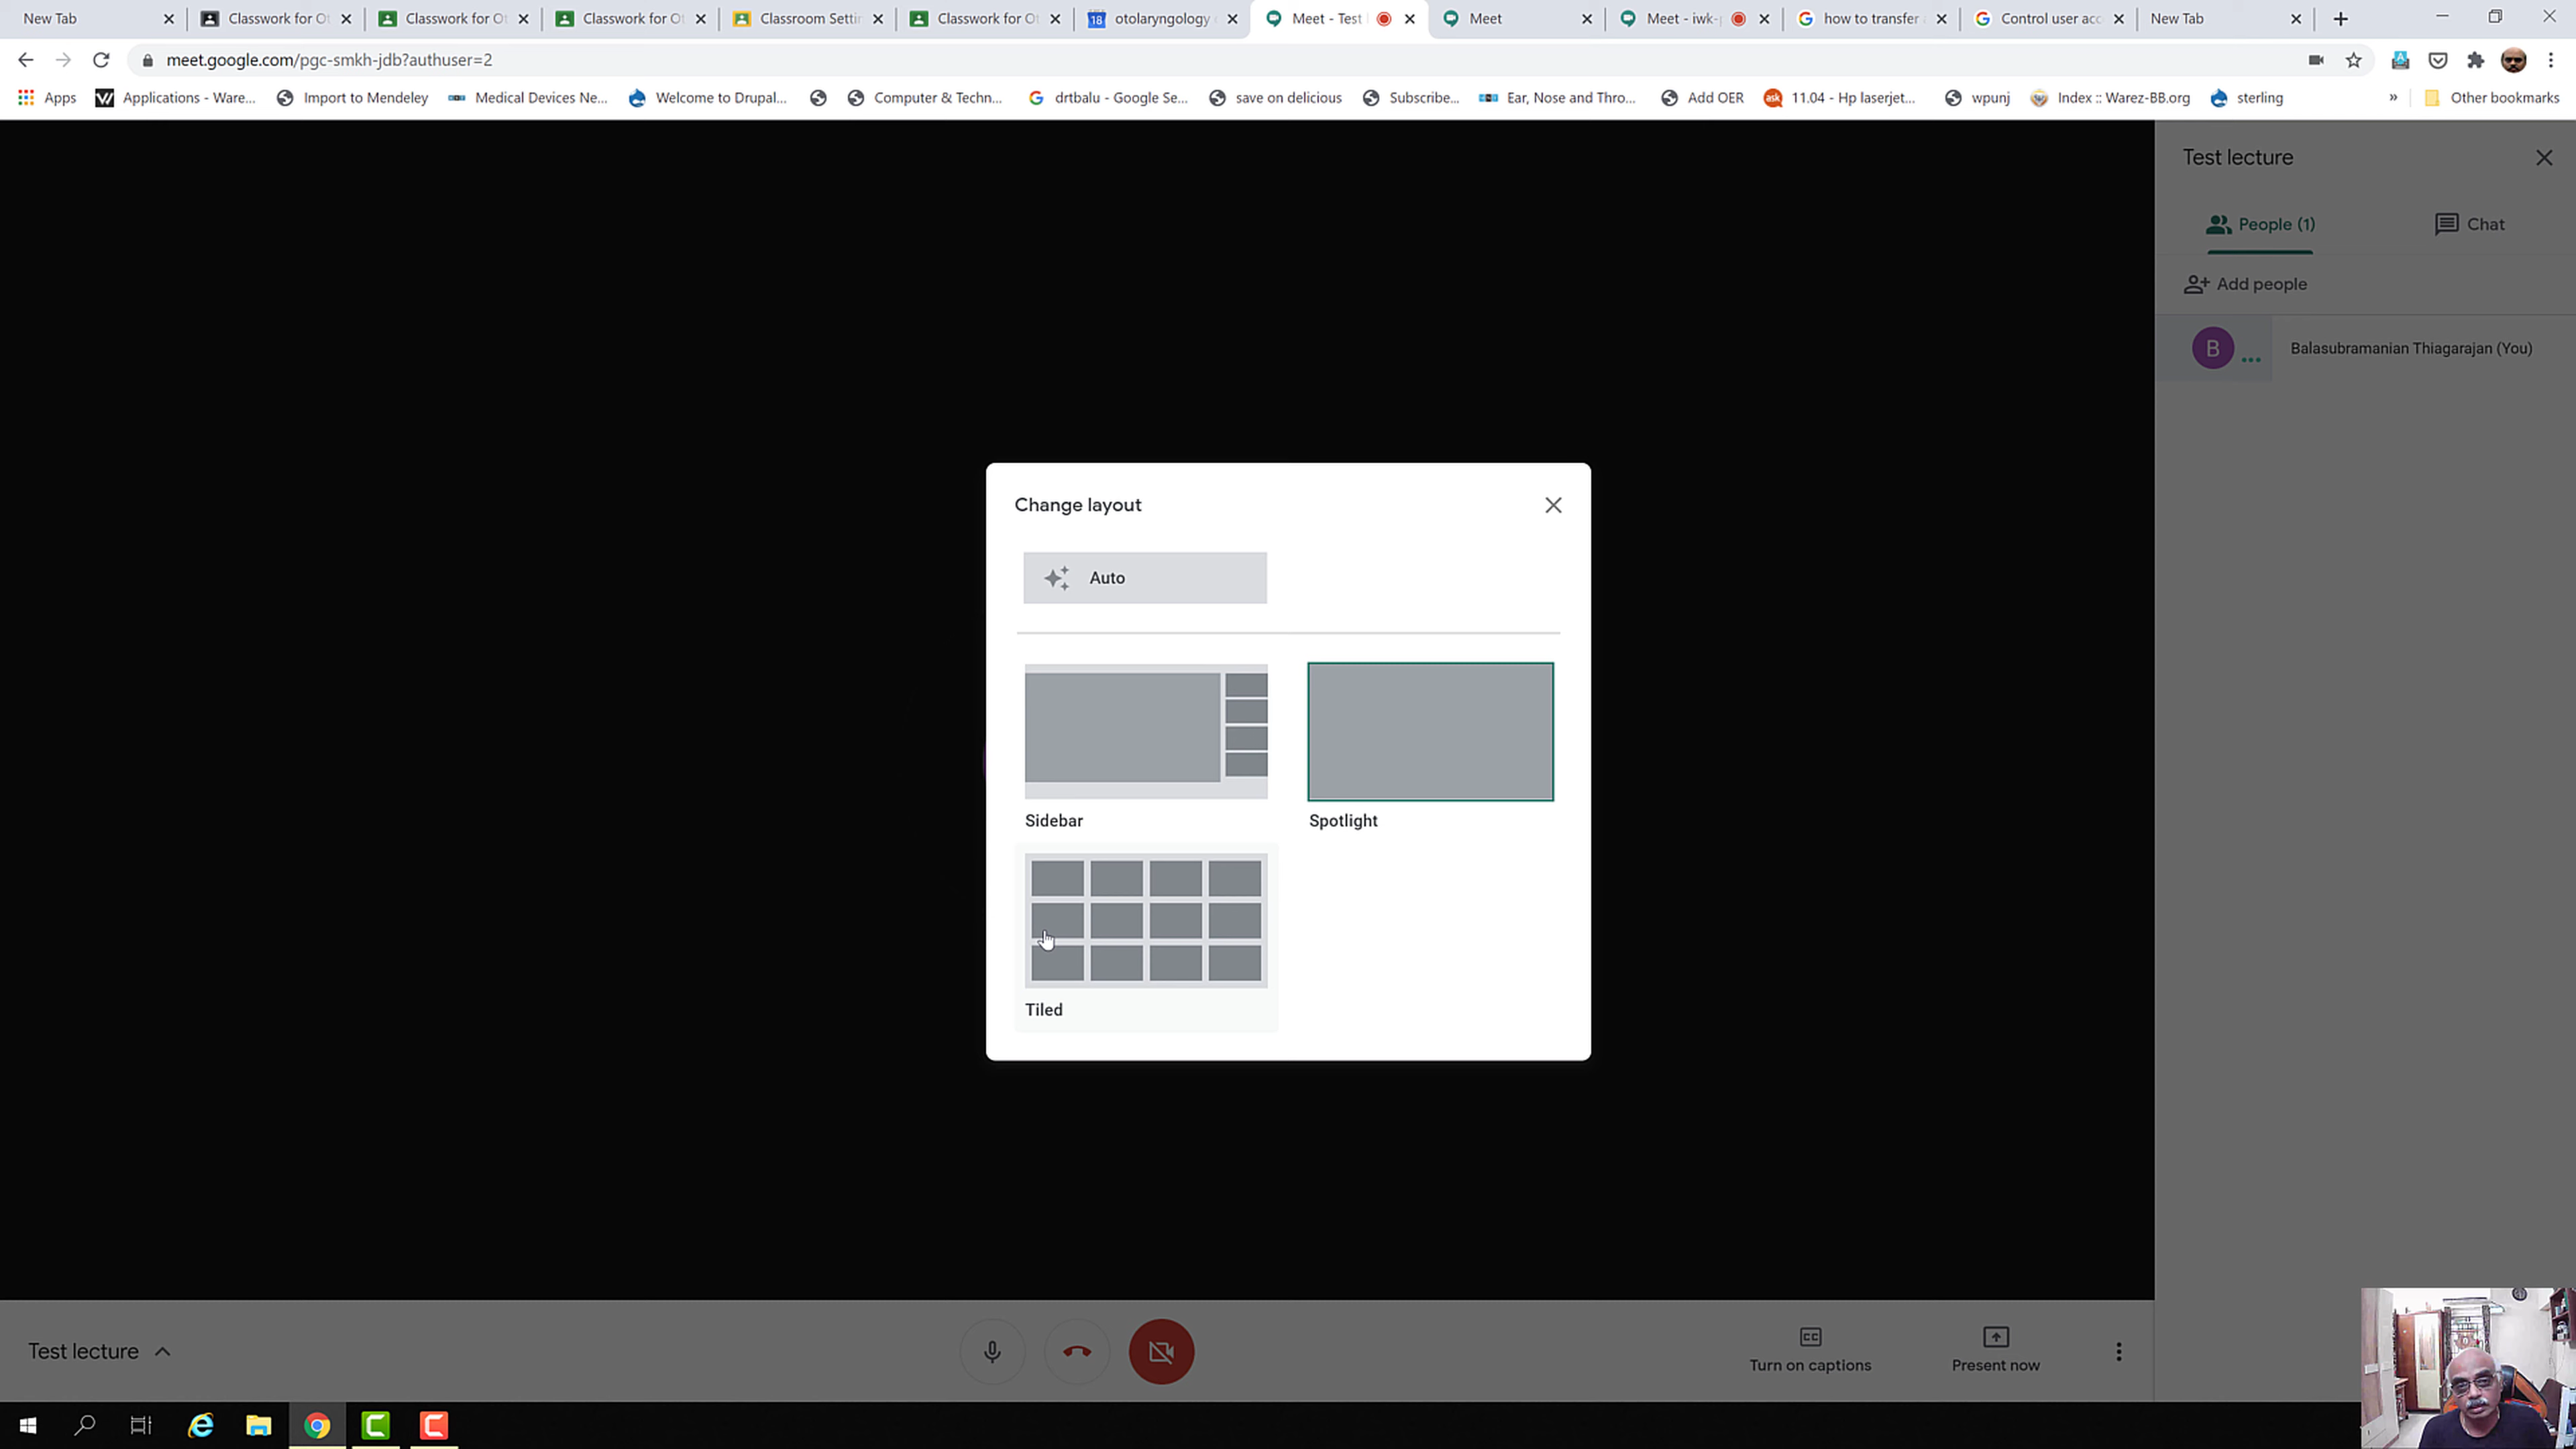 New Tab
Classwork for Ot
Classwork for Ot
Classwork for Ot
Classroom Settin
Classwork for Ot
otolaryngology
Meet - Test
Meet
Meet - iwk-
how to transfer
Control user acc
New Tab
meet.google.com/pgc-smkh-jdb?authuser=2
Apps
Applications - Ware...
Import to Mendeley
Medical Devices Ne...
Welcome to Drupal...
Computer & Techn...
drtbalu - Google Se...
save on delicious
Subscribe...
Ear, Nose and Thro...
Add OER
11.04 - Hp laserjet...
wpunj
Index :: Warez-BB.org
sterling
»
Other bookmarks
Test lecture
People (1)
Chat
Add people
B
Balasubramanian Thiagarajan (You)
Change layout
Auto
Sidebar
Spotlight
Tiled
Test lecture
Turn on captions
Present now